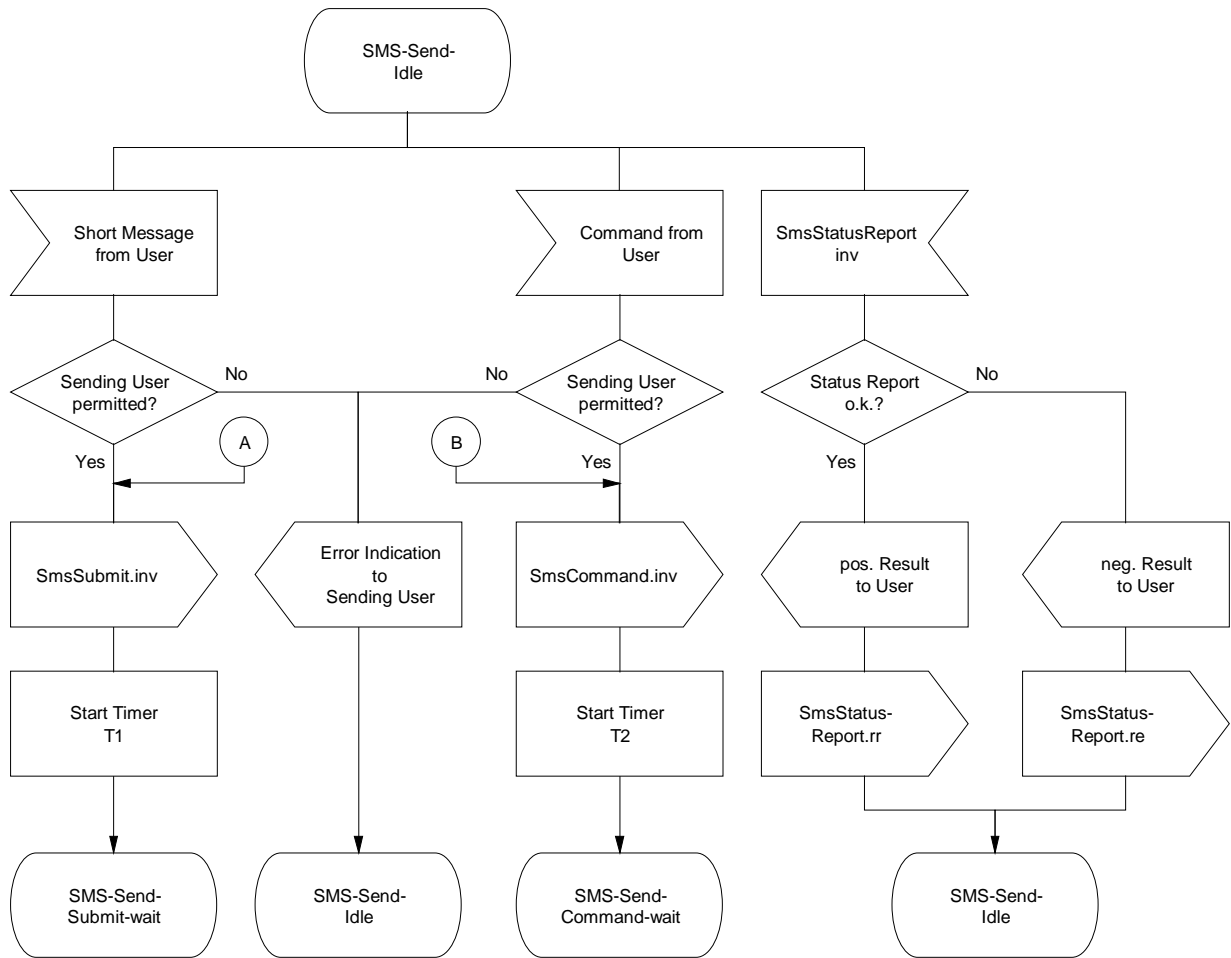 SMS-Send-
Idle
Short Message
from User
Command from
User
SmsStatusReport
inv
Sending User
permitted?
No
No
Sending User
permitted?
Status Report
o.k.?
No
A
B
Yes
Yes
Yes
SmsSubmit.inv
Error Indication
to
Sending User
SmsCommand.inv
pos. Result
to User
neg. Result
to User
Start Timer
T1
Start Timer
T2
SmsStatus-
Report.rr
SmsStatus-
Report.re
SMS-Send-
Submit-wait
SMS-Send-
Idle
SMS-Send-
Command-wait
SMS-Send-
Idle